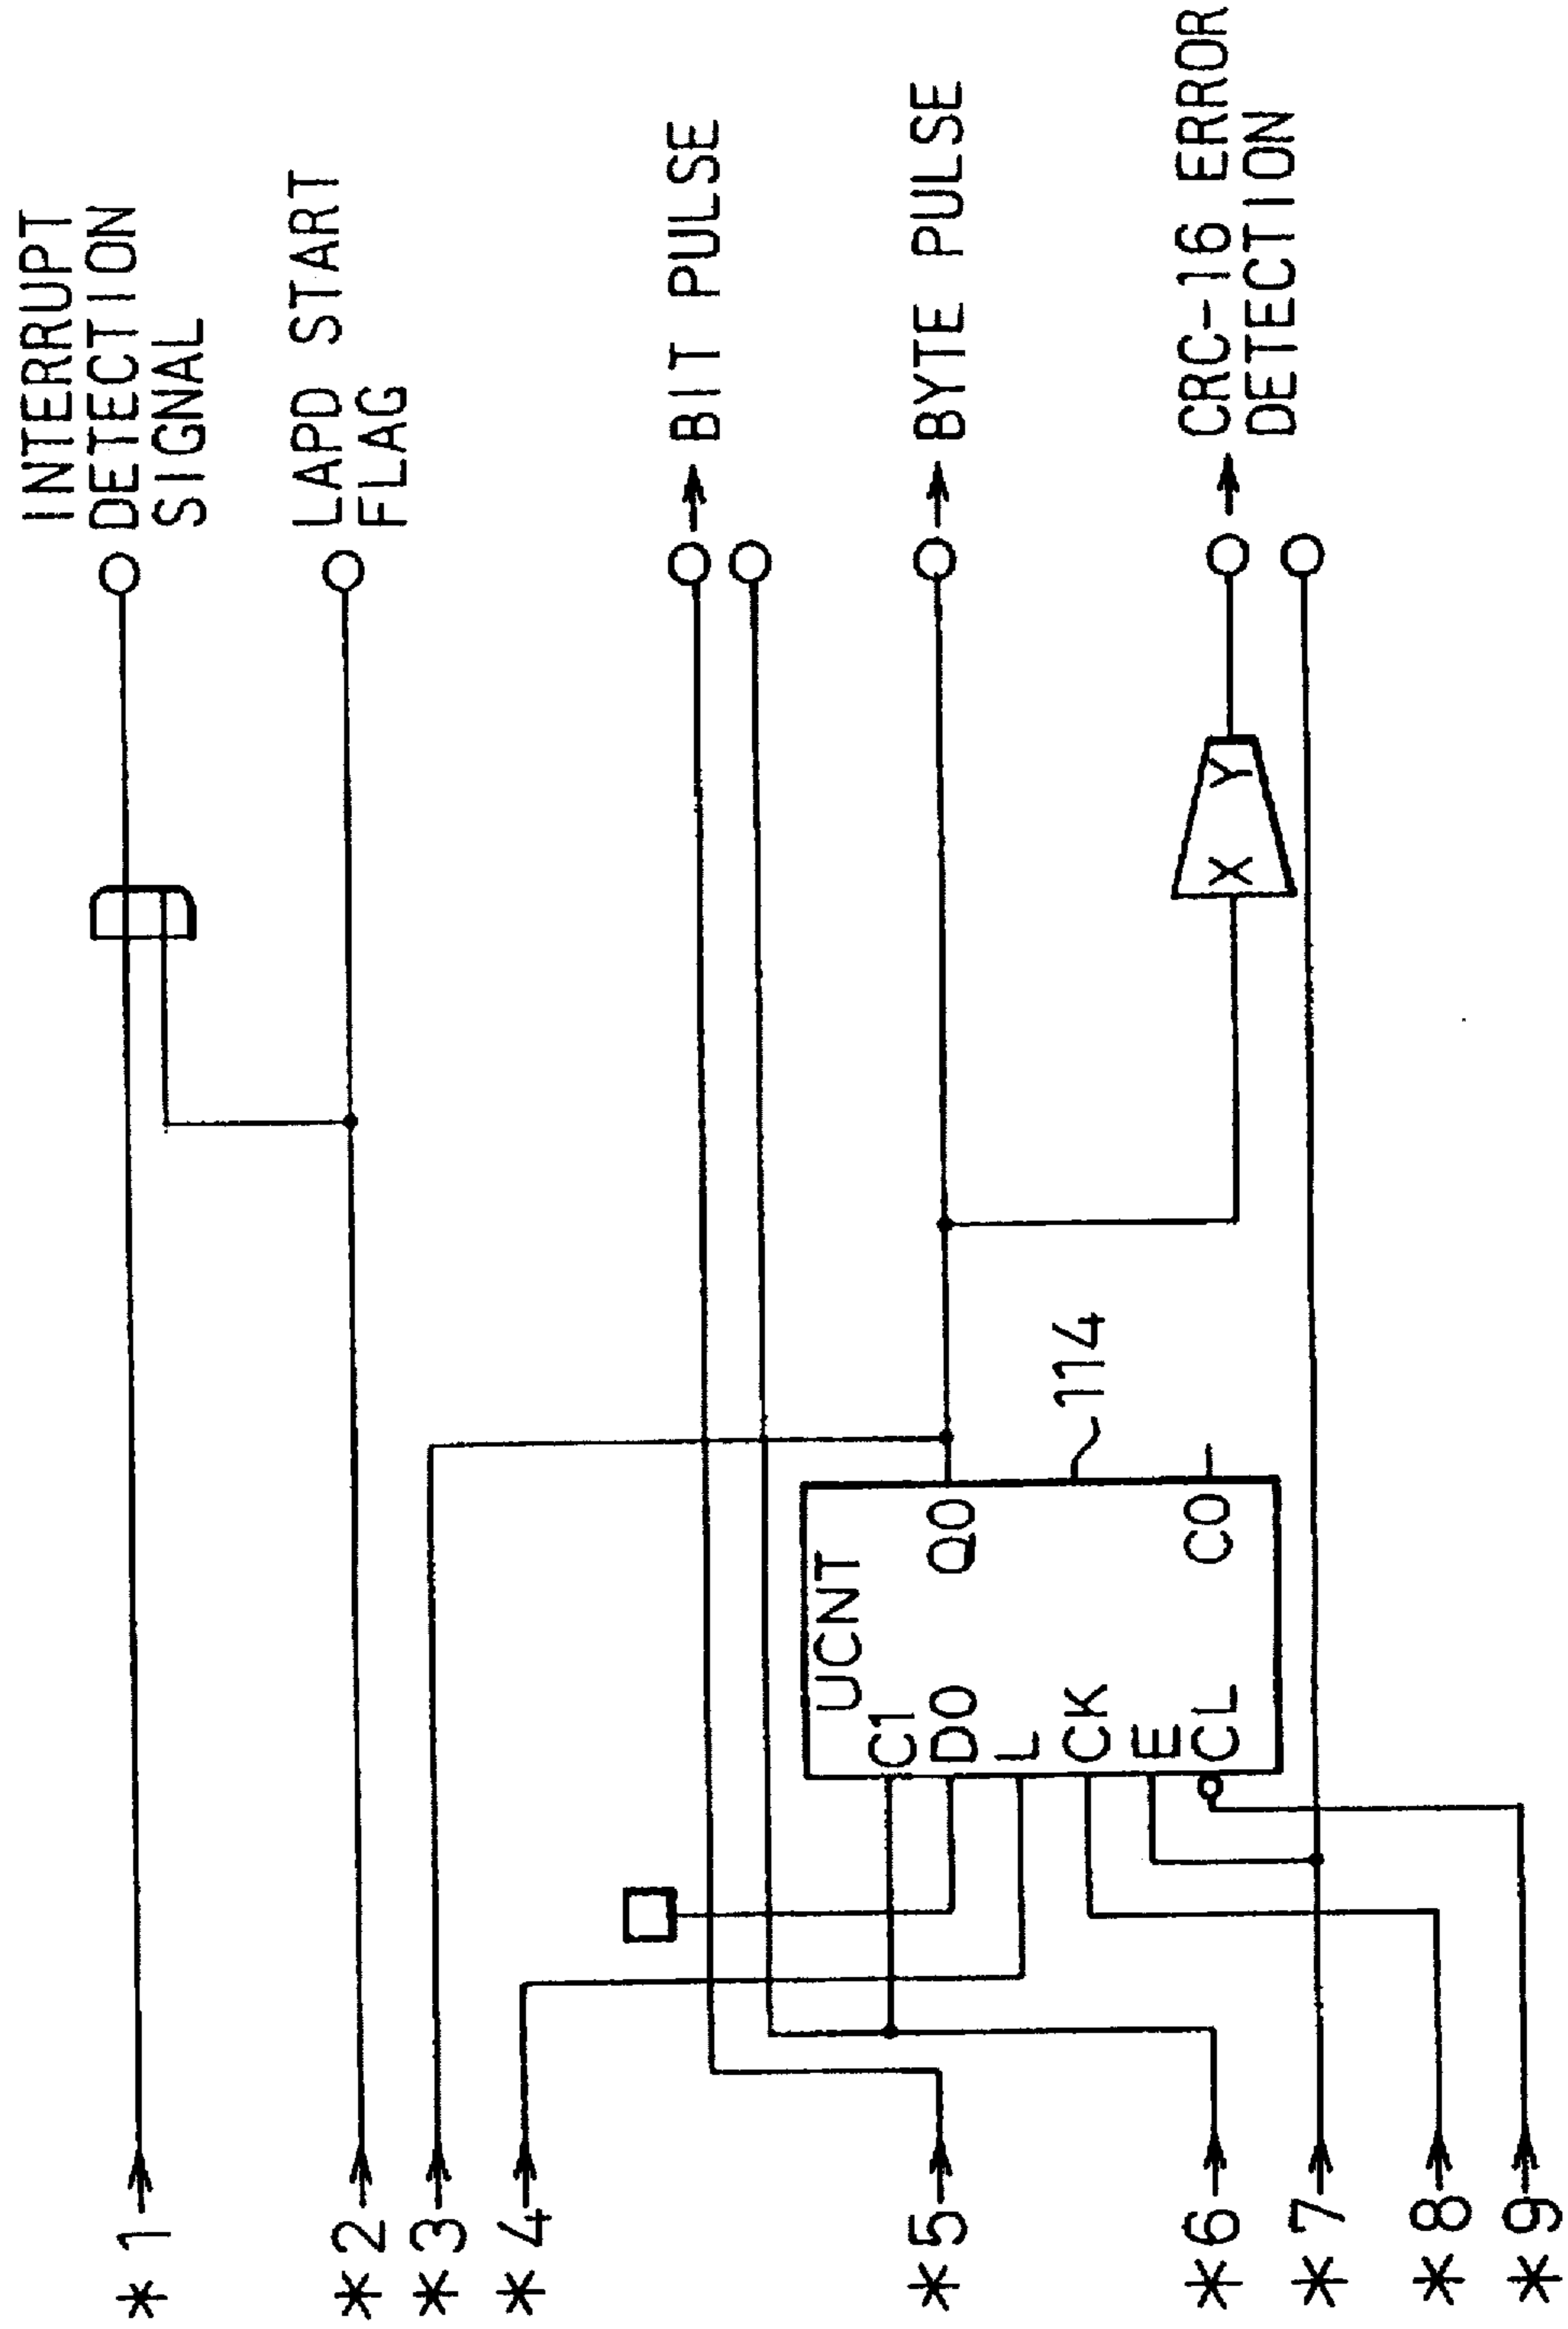 INTERRUPT
DETECTION
SIGNAL
LAPD START
FLAG
BIT PULSE
BYTE PULSE
CRC-16 ERROR
DETECTION
X Y
114
UCNT
C1
D0
L
CK
E
CL
Q0
C0
*1
*2
*3
*4
*5
*6
*7
*8
*9